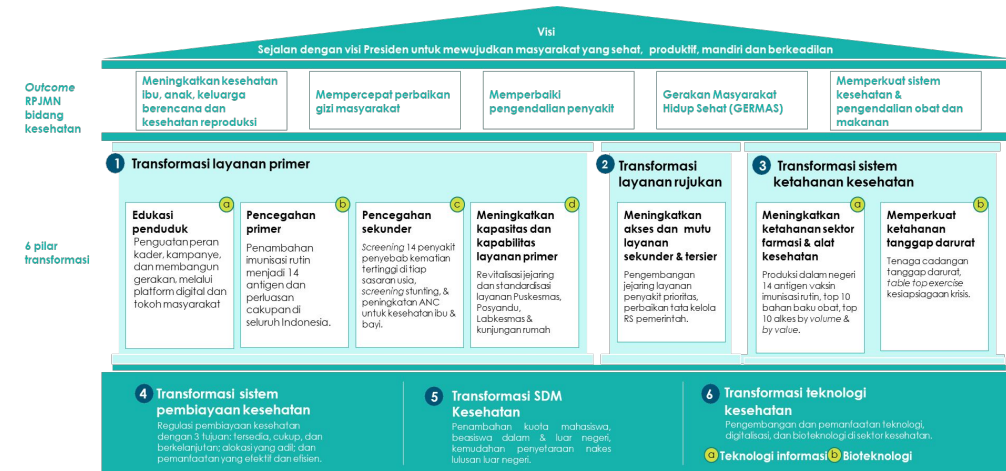 Visi
Sejalan dengan visi Presiden untuk mewujudkan masyarakat yang sehat, produktif, mandiri dan berkeadilan
Outcome
RPJMN
bidang
kesehatan
Meningkatkan kesehatan
ibu, anak, keluarga
berencana dan
kesehatan reproduksi
Mempercepat perbaikan
gizi masyarakat
Memperbaiki
pengendalian penyakit
Gerakan Masyarakat
Hidup Sehat (GERMAS)
Memperkuat sistem
kesehatan &
pengendalian obat dan
makanan
6 pilar
transformasi
1 Transformasi layanan primer
a
Edukasi
penduduk
Penguatan peran
kader, kampanye,
dan membangun
gerakan, melalui
platform digital dan
tokoh masyarakat
b
Pencegahan
primer
Penambahan
imunisasi rutin
menjadi 14
antigen dan
perluasan
cakupan di
seluruh Indonesia.
c
Pencegahan
sekunder
Screening 14 penyakit
penyebab kematian
tertinggi di tiap
sasaran usia,
screening stunting, &
peningkatan ANC
untuk kesehatan ibu &
bayi.
d
Meningkatkan
kapasitas dan
kapabilitas
layanan primer
Revitalisasi jejaring
dan standardisasi
layanan Puskesmas,
Posyandu,
Labkesmas &
kunjungan rumah
2 Transformasi
layanan rujukan
Meningkatkan
akses dan mutu
layanan
sekunder & tersier
Pengembangan
jejaring layanan
penyakit prioritas,
perbaikan tata kelola
RS pemerintah.
3 Transformasi sistem
ketahanan kesehatan
a
Meningkatkan
ketahanan sektor
farmasi & alat
kesehatan
Produksi dalam negeri
14 antigen vaksin
imunisasi rutin, top 10
bahan baku obat, top
10 alkes by volume &
by value.
b
Memperkuat
ketahanan
tanggap darurat
Tenaga cadangan
tanggap darurat,
table top exercise
kesiapsiagaan krisis.
4 Transformasi sistem
pembiayaan kesehatan
Regulasi pembiayaan kesehatan
dengan 3 tujuan: tersedia, cukup, dan
berkelanjutan; alokasi yang adil; dan
pemanfaatan yang efektif dan efisien.
5 Transformasi SDM
Kesehatan
Penambahan kuota mahasiswa,
beasiswa dalam & luar negeri,
kemudahan penyetaraan nakes
lulusan luar negeri.
6 Transformasi teknologi
kesehatan
Pengembangan dan pemanfaatan teknologi,
digitalisasi, dan bioteknologi di sektor kesehatan.
a Teknologi informasi b Bioteknologi